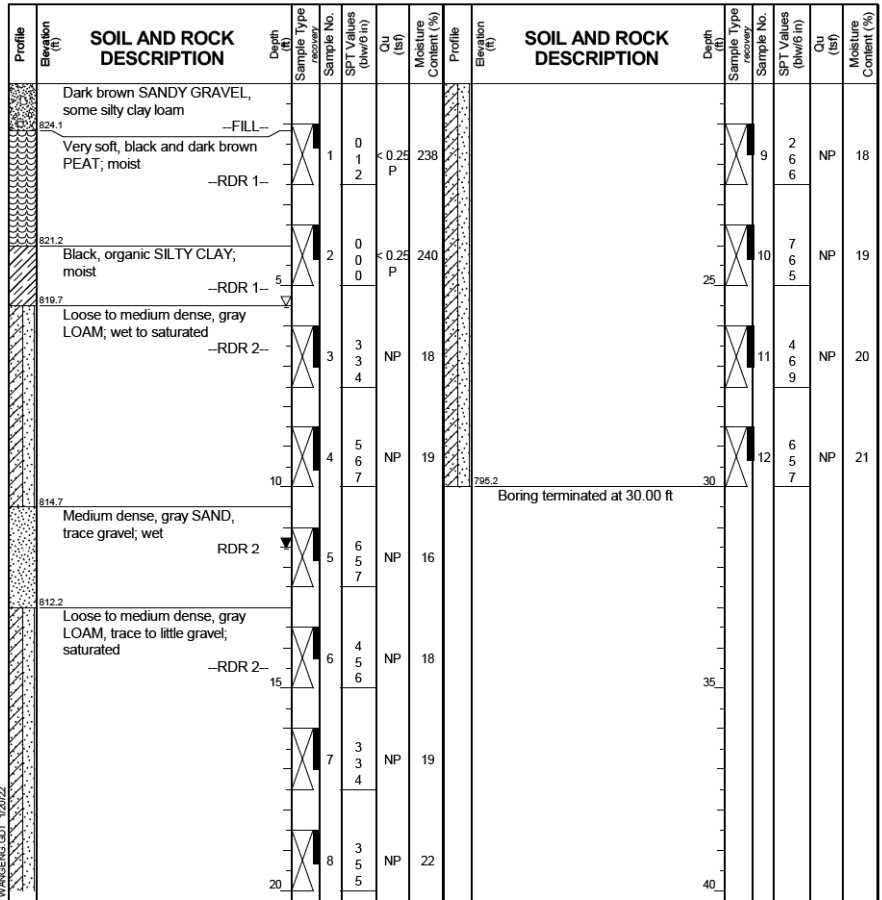 Profile
Elevation (ft)
SOIL AND ROCK
DESCRIPTION
Depth (ft)
Sample Type
recovery
Sample No.
SPT Values (blw/6 in)
Qu (tsf)
Moisture Content (%)
Profile
Elevation (ft)
SOIL AND ROCK
DESCRIPTION
Depth (ft)
Sample Type
recovery
Sample No.
SPT Values (blw/6 in)
Qu (tsf)
Moisture Content (%)
Dark brown SANDY GRAVEL,
some silty clay loam
--FILL--
824.1
Very soft, black and dark brown
PEAT; moist
--RDR 1--
1
0
1
2
< 0.25
P
238
821.2
Black, organic SILTY CLAY;
moist
--RDR 1--
5
2
0
0
0
< 0.25
P
240
819.7
Loose to medium dense, gray
LOAM; wet to saturated
--RDR 2--
3
3
3
4
NP
18
4
5
6
7
NP
19
10
814.7
Medium dense, gray SAND,
trace gravel; wet
RDR 2
5
6
5
7
NP
16
812.2
Loose to medium dense, gray
LOAM, trace to little gravel;
saturated
--RDR 2--
15
6
4
5
6
NP
18
7
3
3
4
NP
19
8
3
5
5
NP
22
20
9
2
6
6
NP
18
10
7
6
5
NP
19
25
11
4
6
9
NP
20
12
6
5
7
NP
21
30
795.2
Boring terminated at 30.00 ft
35
40
WANGENG.GDT 1/20/22